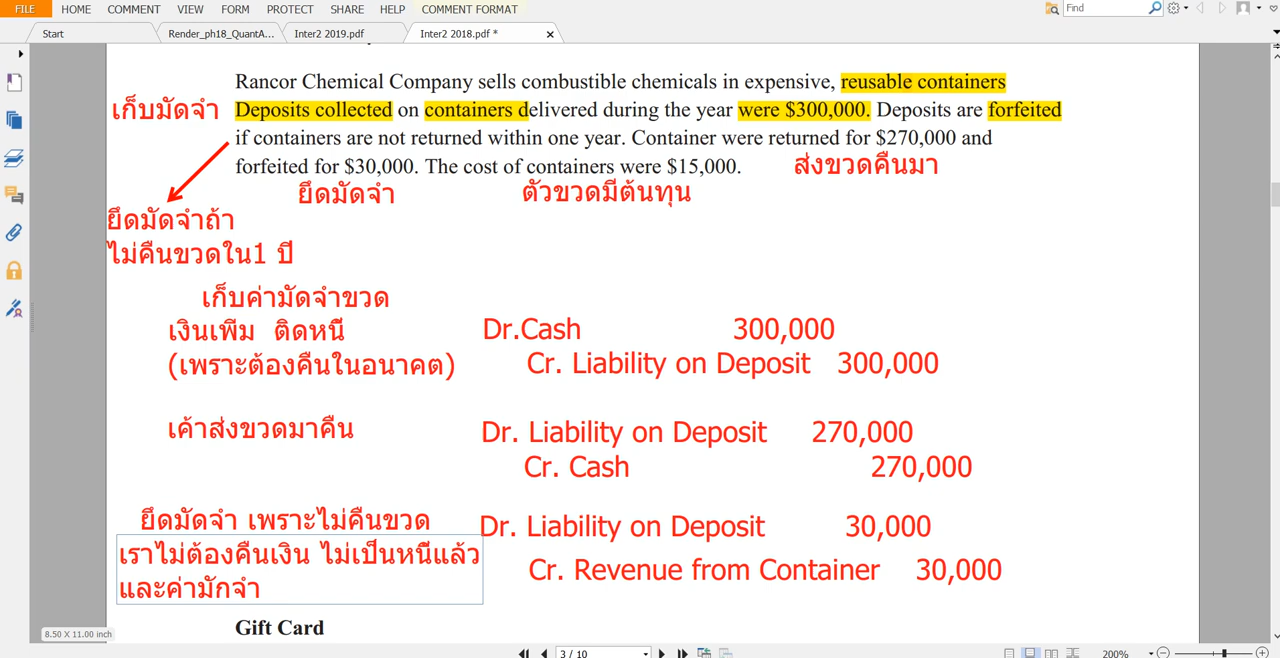 FILE HOME COMMENT VIEW FORM PROTECT SHARE HELP COMMENT FORMAT Find
Start Render_ph18_QuantA... Inter2 2019.pdf Inter2 2018.pdf *
Rancor Chemical Company sells combustible chemicals in expensive, reusable containers
เก็บมัดจำ Deposits collected on containers delivered during the year were $300,000. Deposits are forfeited
if containers are not returned within one year. Container were returned for $270,000 and
forfeited for $30,000. The cost of containers were $15,000. ส่งขวดคืนมา
ยึดมัดจำ ตัวขวดมีต้นทุน
ยึดมัดจำถ้า
ไม่คืนขวดใน1 ปี
เก็บค่ามัดจำขวด
เงินเพิ่ม ติดหนี้ Dr.Cash 300,000
(เพราะต้องคืนในอนาคต) Cr. Liability on Deposit 300,000
เค้าส่งขวดมาคืน Dr. Liability on Deposit 270,000
Cr. Cash 270,000
ยึดมัดจำ เพราะไม่คืนขวด Dr. Liability on Deposit 30,000
เราไม่ต้องคืนเงิน ไม่เป็นหนี้แล้ว
และค่ามักจำ Cr. Revenue from Container 30,000
Gift Card
8.50 X 11.00 inch
3 / 10 200%